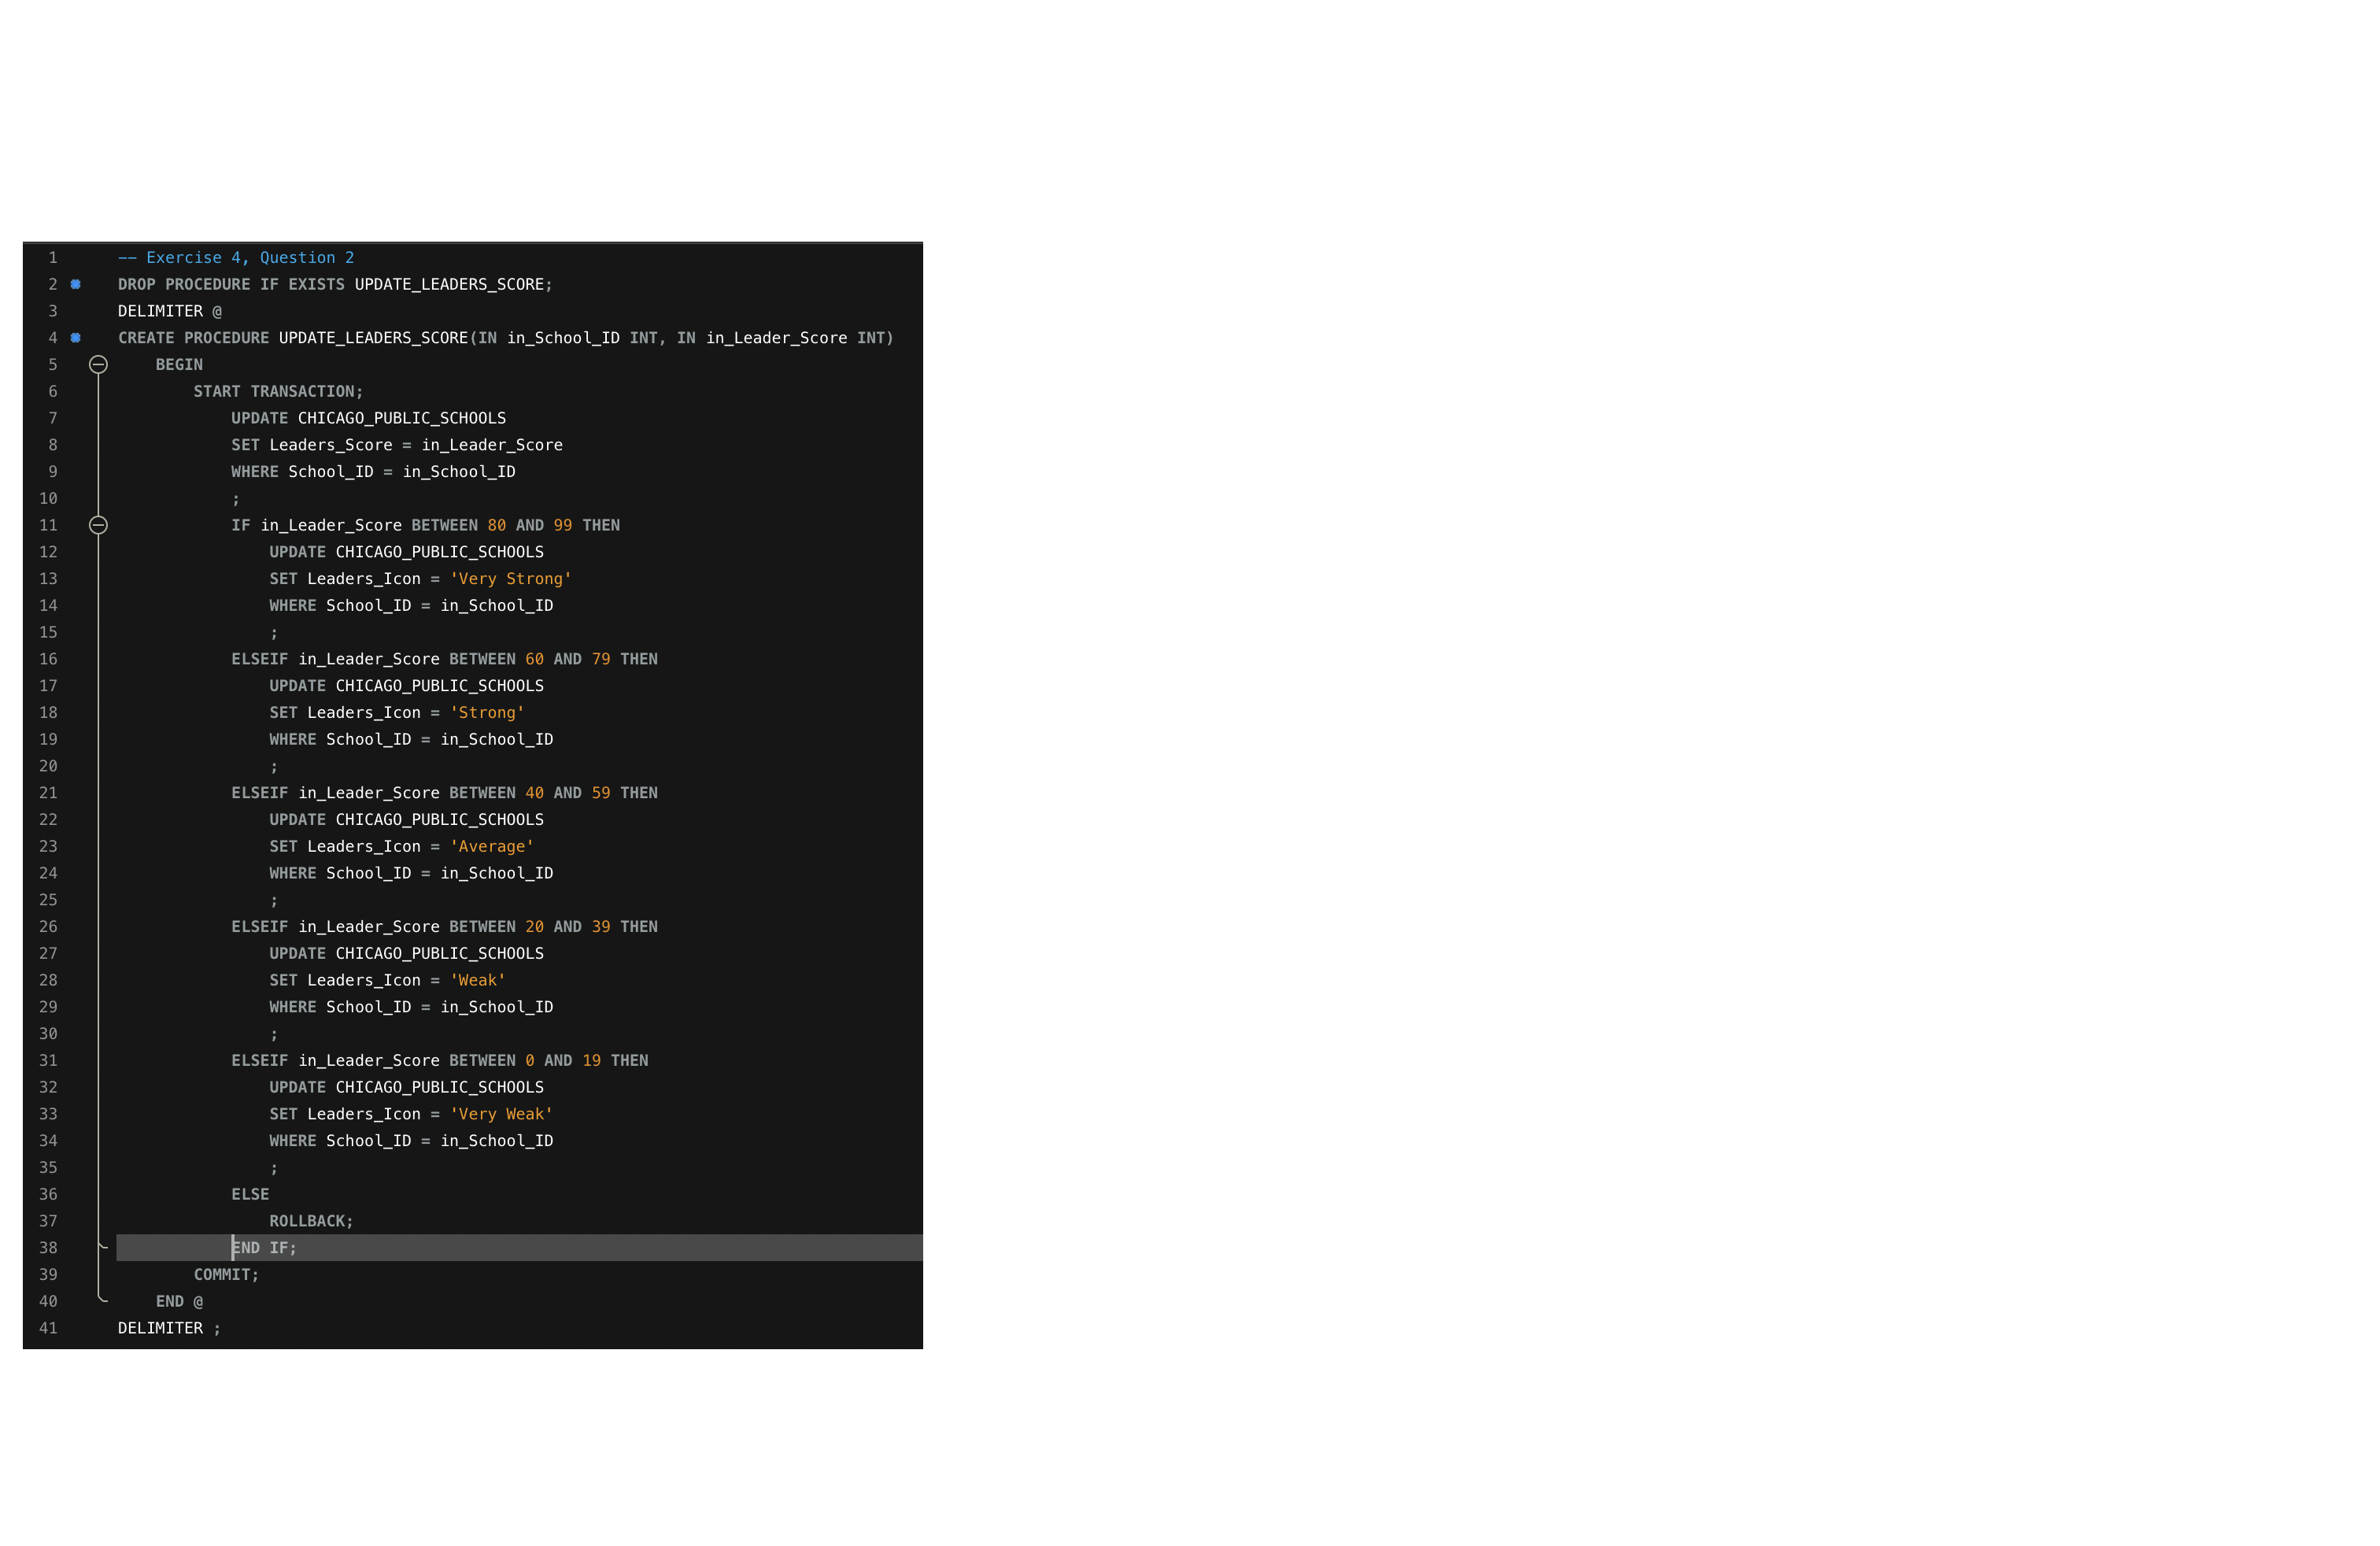 1 -- Exercise 4, Question 2
2 DROP PROCEDURE IF EXISTS UPDATE_LEADERS_SCORE;
3 DELIMITER @
4 CREATE PROCEDURE UPDATE_LEADERS_SCORE(IN in_School_ID INT, IN in_Leader_Score INT)
5 BEGIN
6 START TRANSACTION;
7 UPDATE CHICAGO_PUBLIC_SCHOOLS
8 SET Leaders_Score = in_Leader_Score
9 WHERE School_ID = in_School_ID
10 ;
11 IF in_Leader_Score BETWEEN 80 AND 99 THEN
12 UPDATE CHICAGO_PUBLIC_SCHOOLS
13 SET Leaders_Icon = 'Very Strong'
14 WHERE School_ID = in_School_ID
15 ;
16 ELSEIF in_Leader_Score BETWEEN 60 AND 79 THEN
17 UPDATE CHICAGO_PUBLIC_SCHOOLS
18 SET Leaders_Icon = 'Strong'
19 WHERE School_ID = in_School_ID
20 ;
21 ELSEIF in_Leader_Score BETWEEN 40 AND 59 THEN
22 UPDATE CHICAGO_PUBLIC_SCHOOLS
23 SET Leaders_Icon = 'Average'
24 WHERE School_ID = in_School_ID
25 ;
26 ELSEIF in_Leader_Score BETWEEN 20 AND 39 THEN
27 UPDATE CHICAGO_PUBLIC_SCHOOLS
28 SET Leaders_Icon = 'Weak'
29 WHERE School_ID = in_School_ID
30 ;
31 ELSEIF in_Leader_Score BETWEEN 0 AND 19 THEN
32 UPDATE CHICAGO_PUBLIC_SCHOOLS
33 SET Leaders_Icon = 'Very Weak'
34 WHERE School_ID = in_School_ID
35 ;
36 ELSE
37 ROLLBACK;
38 END IF;
39 COMMIT;
40 END @
41 DELIMITER ;